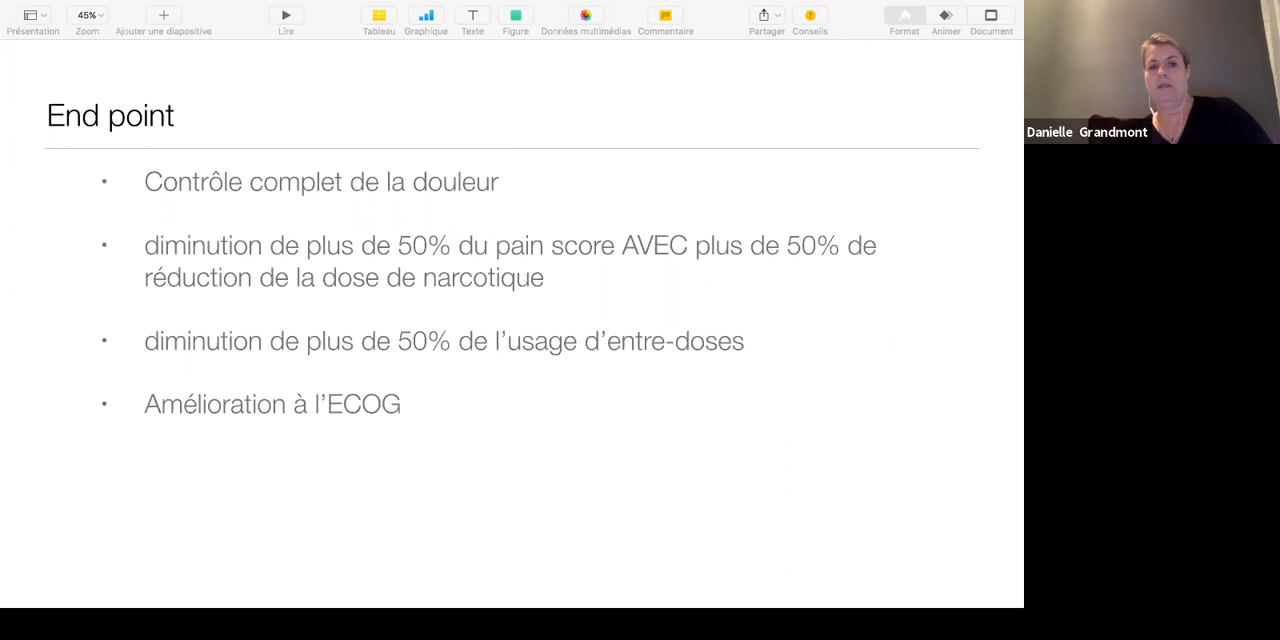 45%
Présentation Zoom Ajouter une diapositive Lire Tableau Graphique Texte Figure Données multimédias Commentaire Partager Conseils Format Animer Document
Danielle Grandmont
End point
• Contrôle complet de la douleur
• diminution de plus de 50% du pain score AVEC plus de 50% de
réduction de la dose de narcotique
• diminution de plus de 50% de l’usage d’entre-doses
• Amélioration à l’ECOG